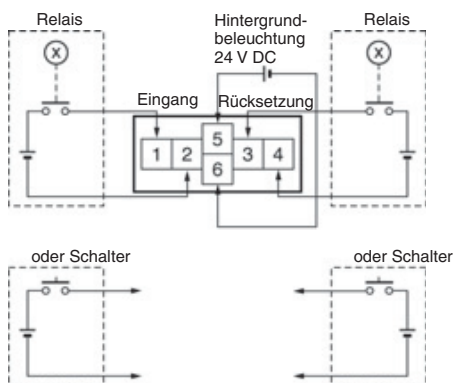 Relais
Hintergrund-
beleuchtung
24 V DC
Relais
X
X
Eingang
Rücksetzung
1 2 5 6 3 4
oder Schalter
oder Schalter